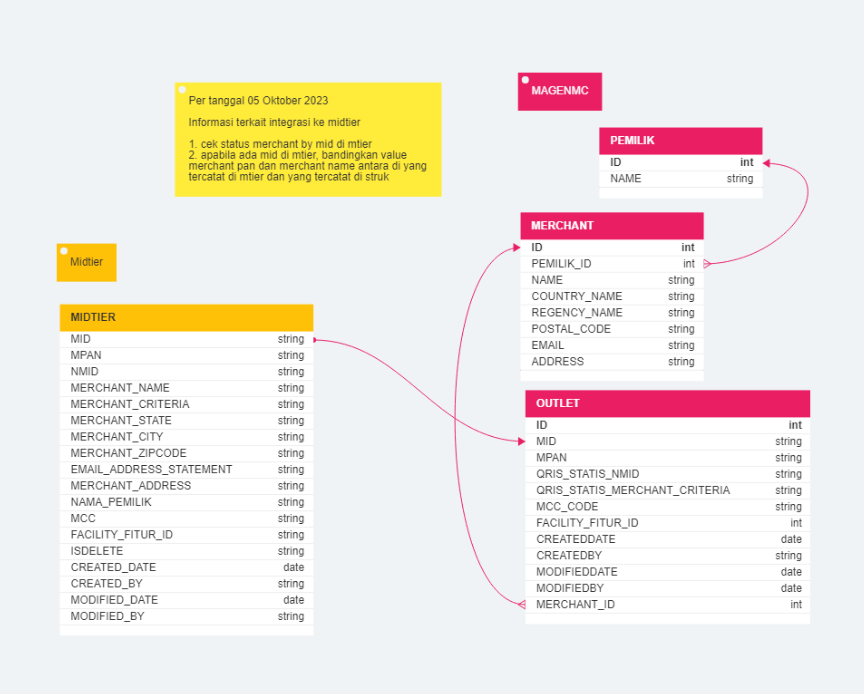 Per tanggal 05 Oktober 2023
Informasi terkait integrasi ke midtier
1. cek status merchant by mid di mtier
2. apabila ada mid di mtier, bandingkan value
merchant pan dan merchant name antara di yang
tercatat di mtier dan yang tercatat di struk
MAGENMC
PEMILIK
ID int
NAME string
MERCHANT
ID int
PEMILIK_ID int
NAME string
COUNTRY_NAME string
REGENCY_NAME string
POSTAL_CODE string
EMAIL string
ADDRESS string
Midtier
MIDTIER
MID string
MPAN string
NMID string
MERCHANT_NAME string
MERCHANT_CRITERIA string
MERCHANT_STATE string
MERCHANT_CITY string
MERCHANT_ZIPCODE string
EMAIL_ADDRESS_STATEMENT string
MERCHANT_ADDRESS string
NAMA_PEMILIK string
MCC string
FACILITY_FITUR_ID string
ISDELETE string
CREATED_DATE date
CREATED_BY string
MODIFIED_DATE date
MODIFIED_BY string
OUTLET
ID int
MID string
MPAN string
QRIS_STATIS_NMID string
QRIS_STATIS_MERCHANT_CRITERIA string
MCC_CODE string
FACILITY_FITUR_ID int
CREATEDDATE date
CREATEDBY string
MODIFIEDDATE date
MODIFIEDBY date
MERCHANT_ID int